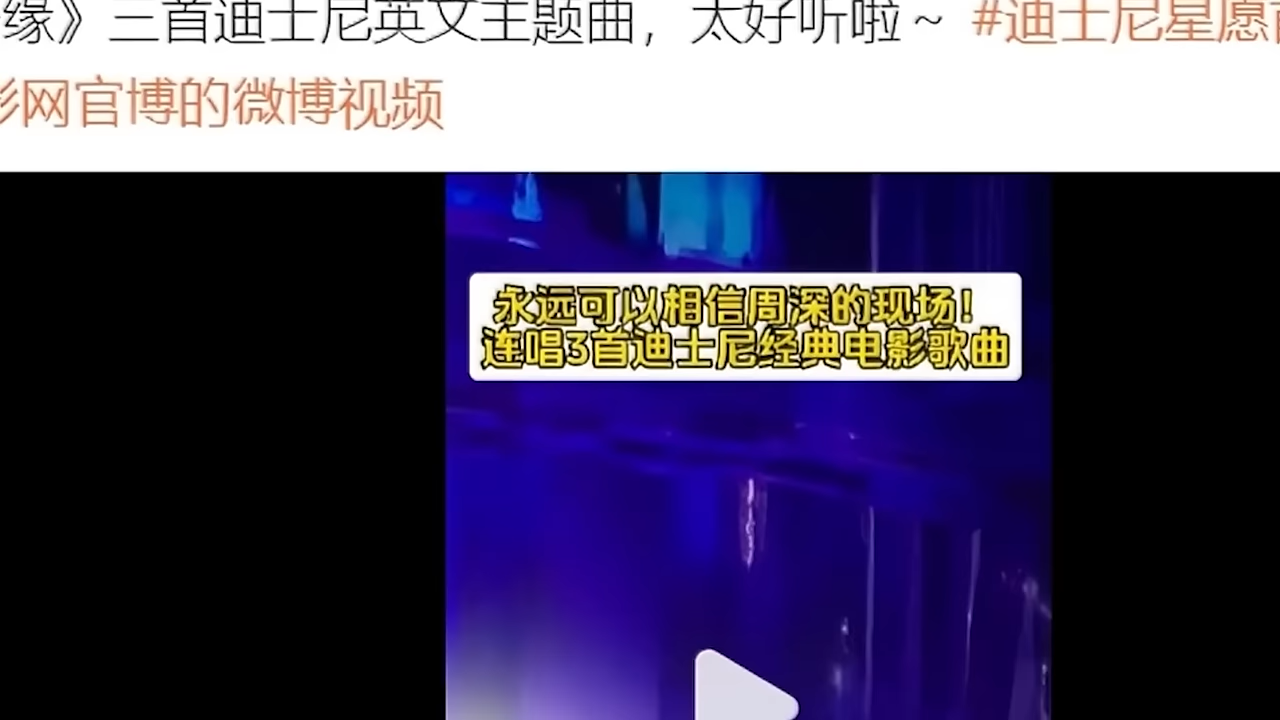 缘》三首迪士尼英文主题曲，太好听啦~ #迪士尼星愿
影网官博的微博视频
永远可以相信周深的现场！
连唱3首迪士尼经典电影歌曲